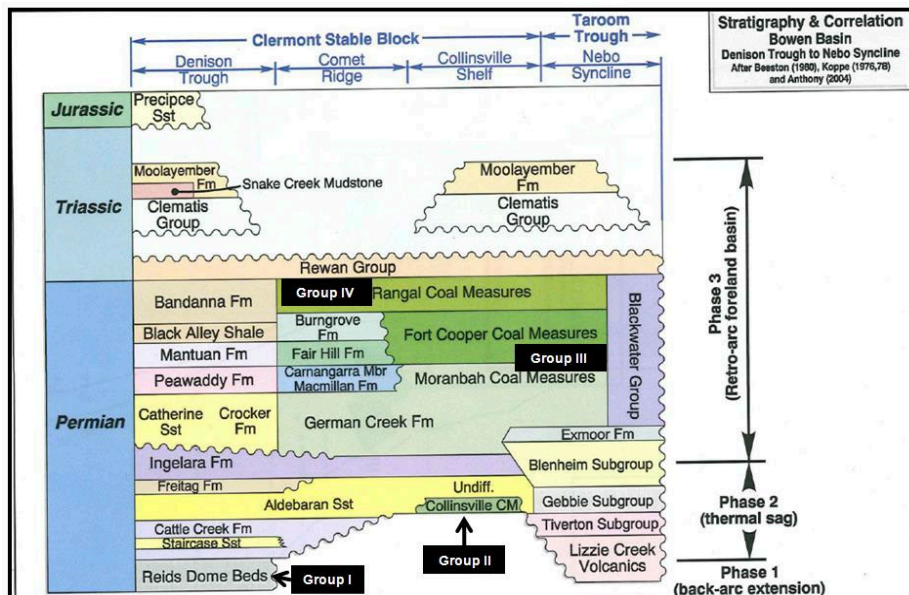 Clermont Stable Block
Taroom
Trough
Denison
Trough
Comet
Ridge
Collinsville
Shelf
Nebo
Syncline
Stratigraphy & Correlation
Bowen Basin
Denison Trough to Nebo Syncline
After Beeston (1980), Koppe (1976,78)
and Anthony (2004)
Jurassic
Precipce
Sst
Triassic
Moolayember
Fm
Snake Creek Mudstone
Clematis
Group
Moolayember
Fm
Clematis
Group
Rewan Group
Permian
Bandanna Fm
Group IV
Rangal Coal Measures
Black Alley Shale
Burngrove
Fm
Fort Cooper Coal Measures
Mantuan Fm
Fair Hill Fm
Group III
Peawaddy Fm
Carnangarra Mbr
Macmillan Fm
Moranbah Coal Measures
Blackwater Group
Catherine
Sst
Crocker
Fm
German Creek Fm
Exmoor Fm
Ingelara Fm
Blenheim Subgroup
Freitag Fm
Undiff.
Aldebaran Sst
Collinsville CM
Gebbie Subgroup
Cattle Creek Fm
Tiverton Subgroup
Staircase Sst
Group II
Lizzie Creek
Volcanics
Reids Dome Beds
Group I
Phase 3
(Retro-arc foreland basin)
Phase 2
(thermal sag)
Phase 1
(back-arc extension)